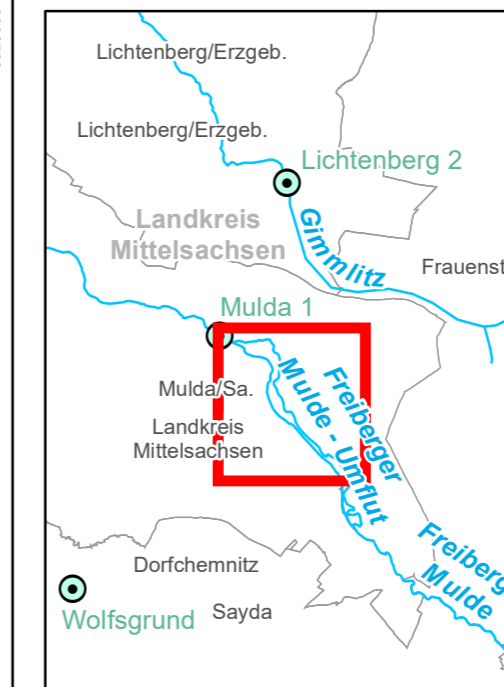 Lichtenberg/Erzgeb.
Lichtenberg/Erzgeb.
Lichtenberg 2
Landkreis
Mittelsachsen
Gimmlitz
Frauenst
Mulda 1
Mulda/Sa.
Landkreis
Mittelsachsen
Freiberger
Mulde - Umflut
Freiberg
Mulde
Dorfchemnitz
Wolfsgrund
Sayda